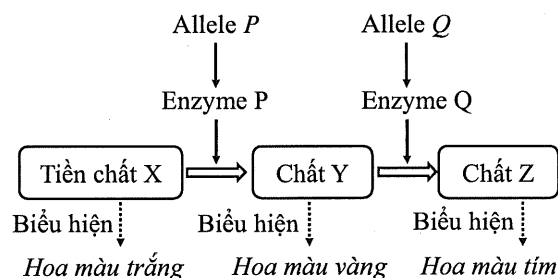 Allele P Allele Q
Enzyme P Enzyme Q
Tiền chất X Chất Y Chất Z
Biểu hiện Biểu hiện Biểu hiện
Hoa màu trắng Hoa màu vàng Hoa màu tím